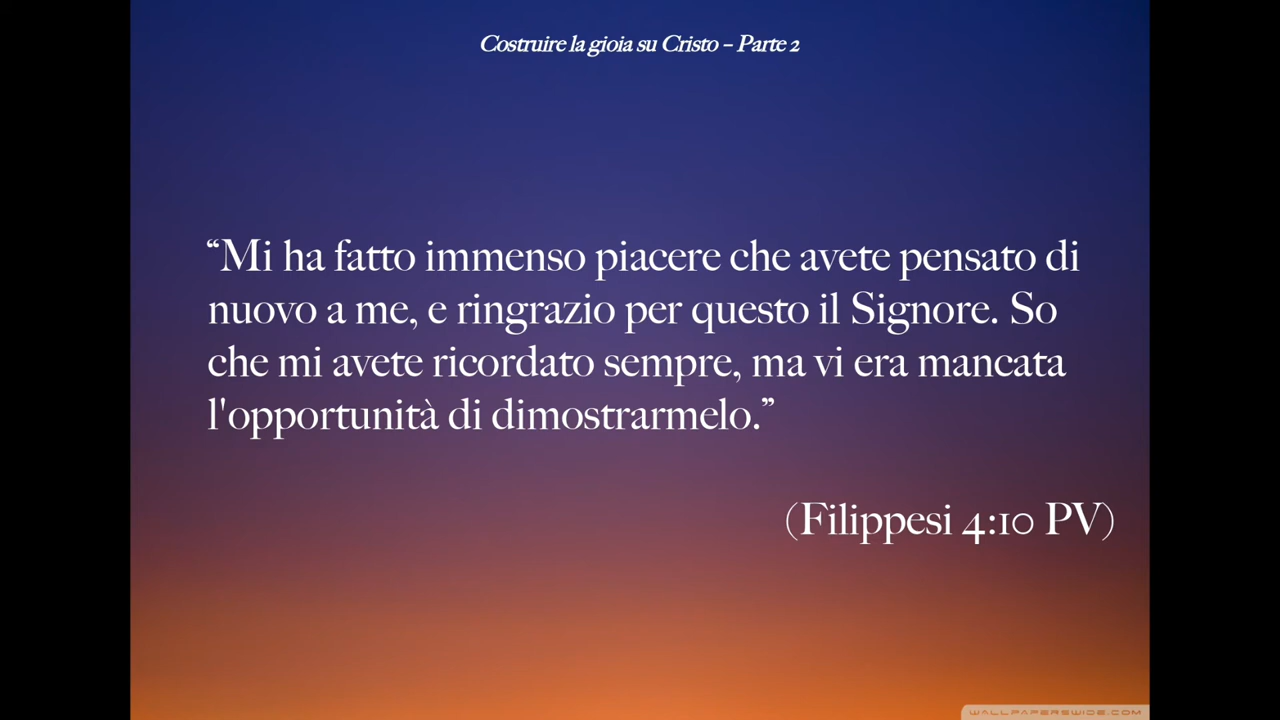 Costruire la gioia su Cristo – Parte 2
“Mi ha fatto immenso piacere che avete pensato di
nuovo a me, e ringrazio per questo il Signore. So
che mi avete ricordato sempre, ma vi era mancata
l'opportunità di dimostrarmelo.”
(Filippesi 4:10 PV)
WALLPAPERSWIDE.COM